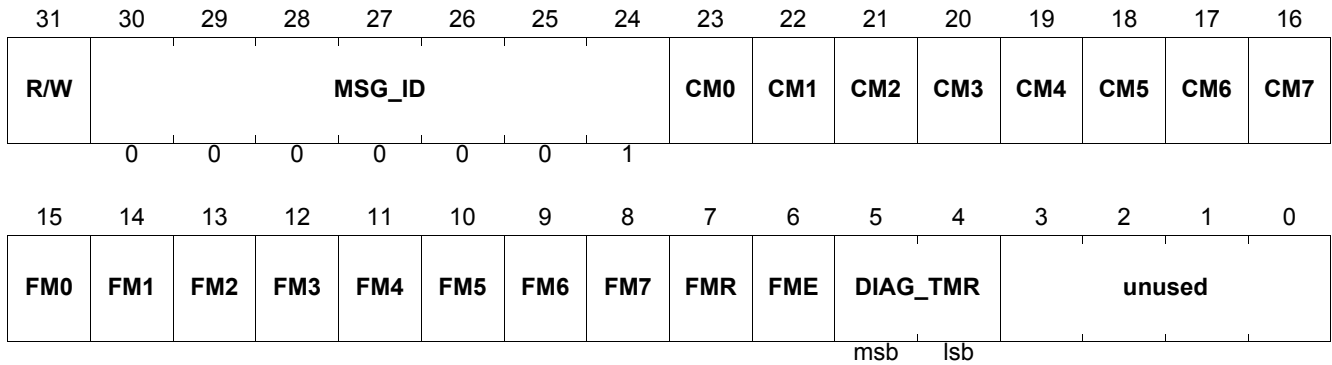 31 30 29 28 27 26 25 24 23 22 21 20 19 18 17 16
R/W MSG_ID CM0 CM1 CM2 CM3 CM4 CM5 CM6 CM7
0 0 0 0 0 0 1
15 14 13 12 11 10 9 8 7 6 5 4 3 2 1 0
FM0 FM1 FM2 FM3 FM4 FM5 FM6 FM7 FMR FME DIAG_TMR unused
msb lsb